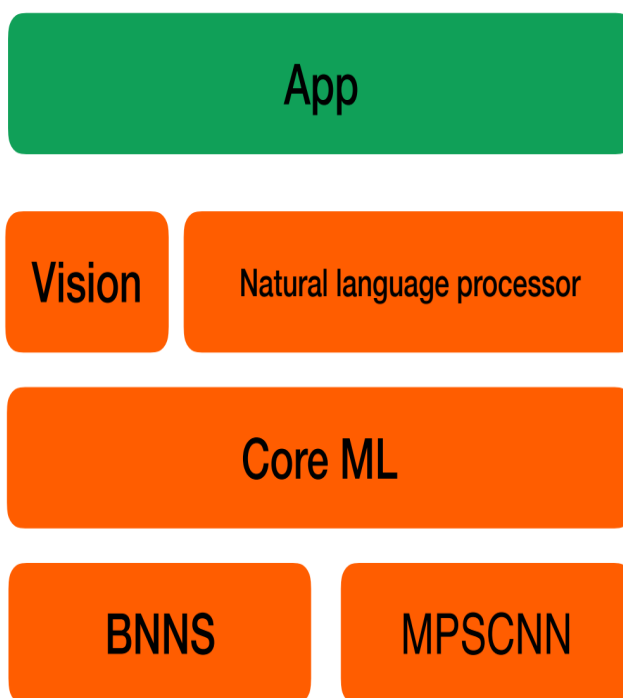 App
Vision
Natural language processor
Core ML
BNNS
MPSCNN